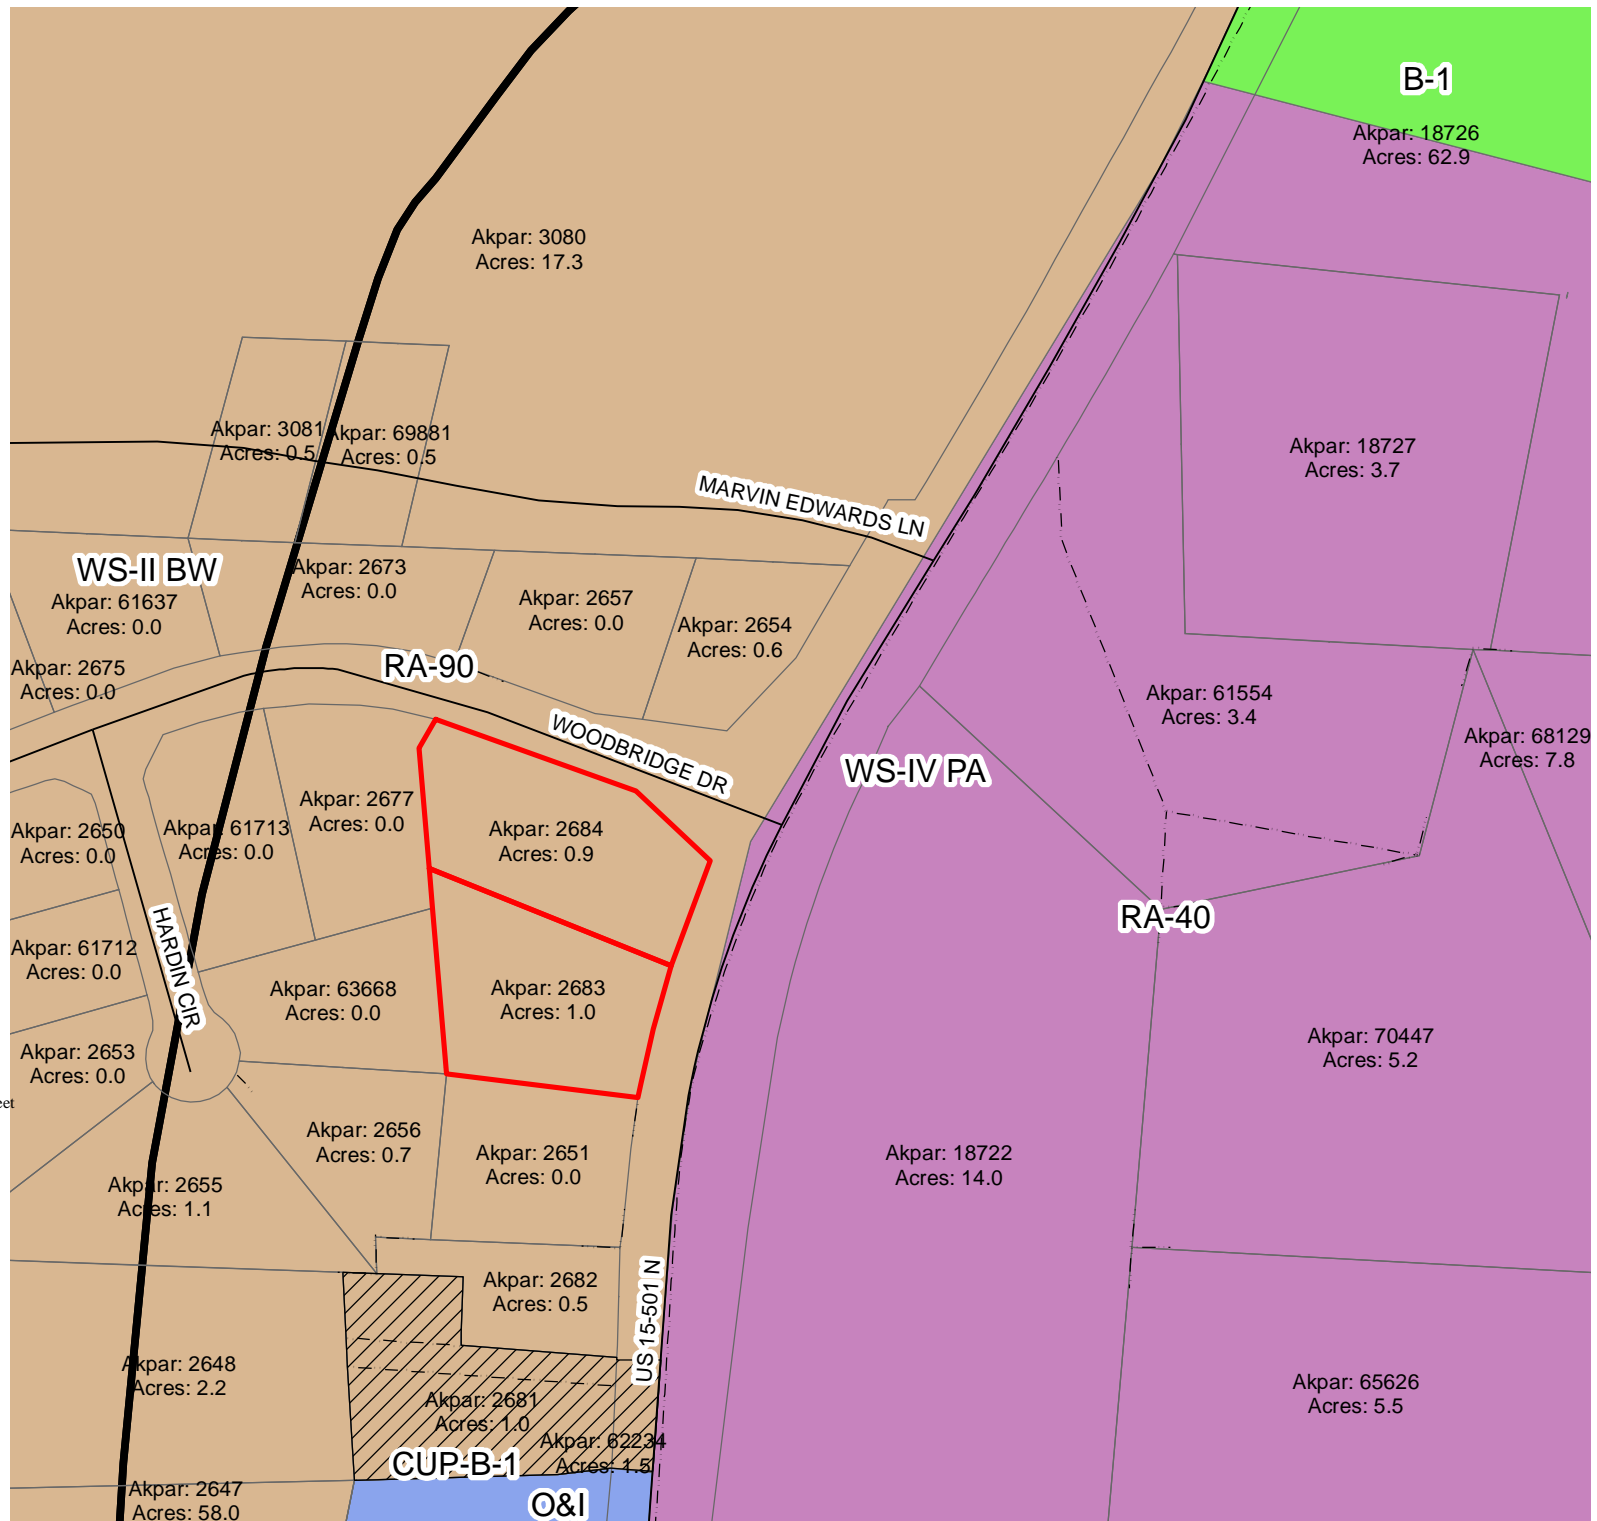 B-1
Akpar: 18726
Acres: 62.9
Akpar: 3080
Acres: 17.3
Akpar: 3081
Acres: 0.5
Akpar: 69881
Acres: 0.5
Akpar: 18727
Acres: 3.7
MARVIN EDWARDS LN
WS-II BW
Akpar: 61637
Acres: 0.0
Akpar: 2673
Acres: 0.0
Akpar: 2657
Acres: 0.0
Akpar: 2654
Acres: 0.6
Akpar: 2675
Acres: 0.0
RA-90
Akpar: 61554
Acres: 3.4
Akpar: 68129
Acres: 7.8
WOODBRIDGE DR
WS-IV PA
Akpar: 2677
Acres: 0.0
Akpar: 2650
Acres: 0.0
Akpar: 61713
Acres: 0.0
Akpar: 2684
Acres: 0.9
RA-40
HARDIN CIR
Akpar: 61712
Acres: 0.0
Akpar: 63668
Acres: 0.0
Akpar: 2683
Acres: 1.0
Akpar: 2653
Acres: 0.0
Akpar: 70447
Acres: 5.2
eet
Akpar: 2656
Acres: 0.7
Akpar: 2651
Acres: 0.0
Akpar: 18722
Acres: 14.0
Akpar: 2655
Acres: 1.1
Akpar: 2682
Acres: 0.5
US 15-501 N
Akpar: 2648
Acres: 2.2
Akpar: 2681
Acres: 1.0
Akpar: 65626
Acres: 5.5
Akpar: 62234
Acres: 1.5
CUP-B-1
Akpar: 2647
Acres: 58.0
O&I